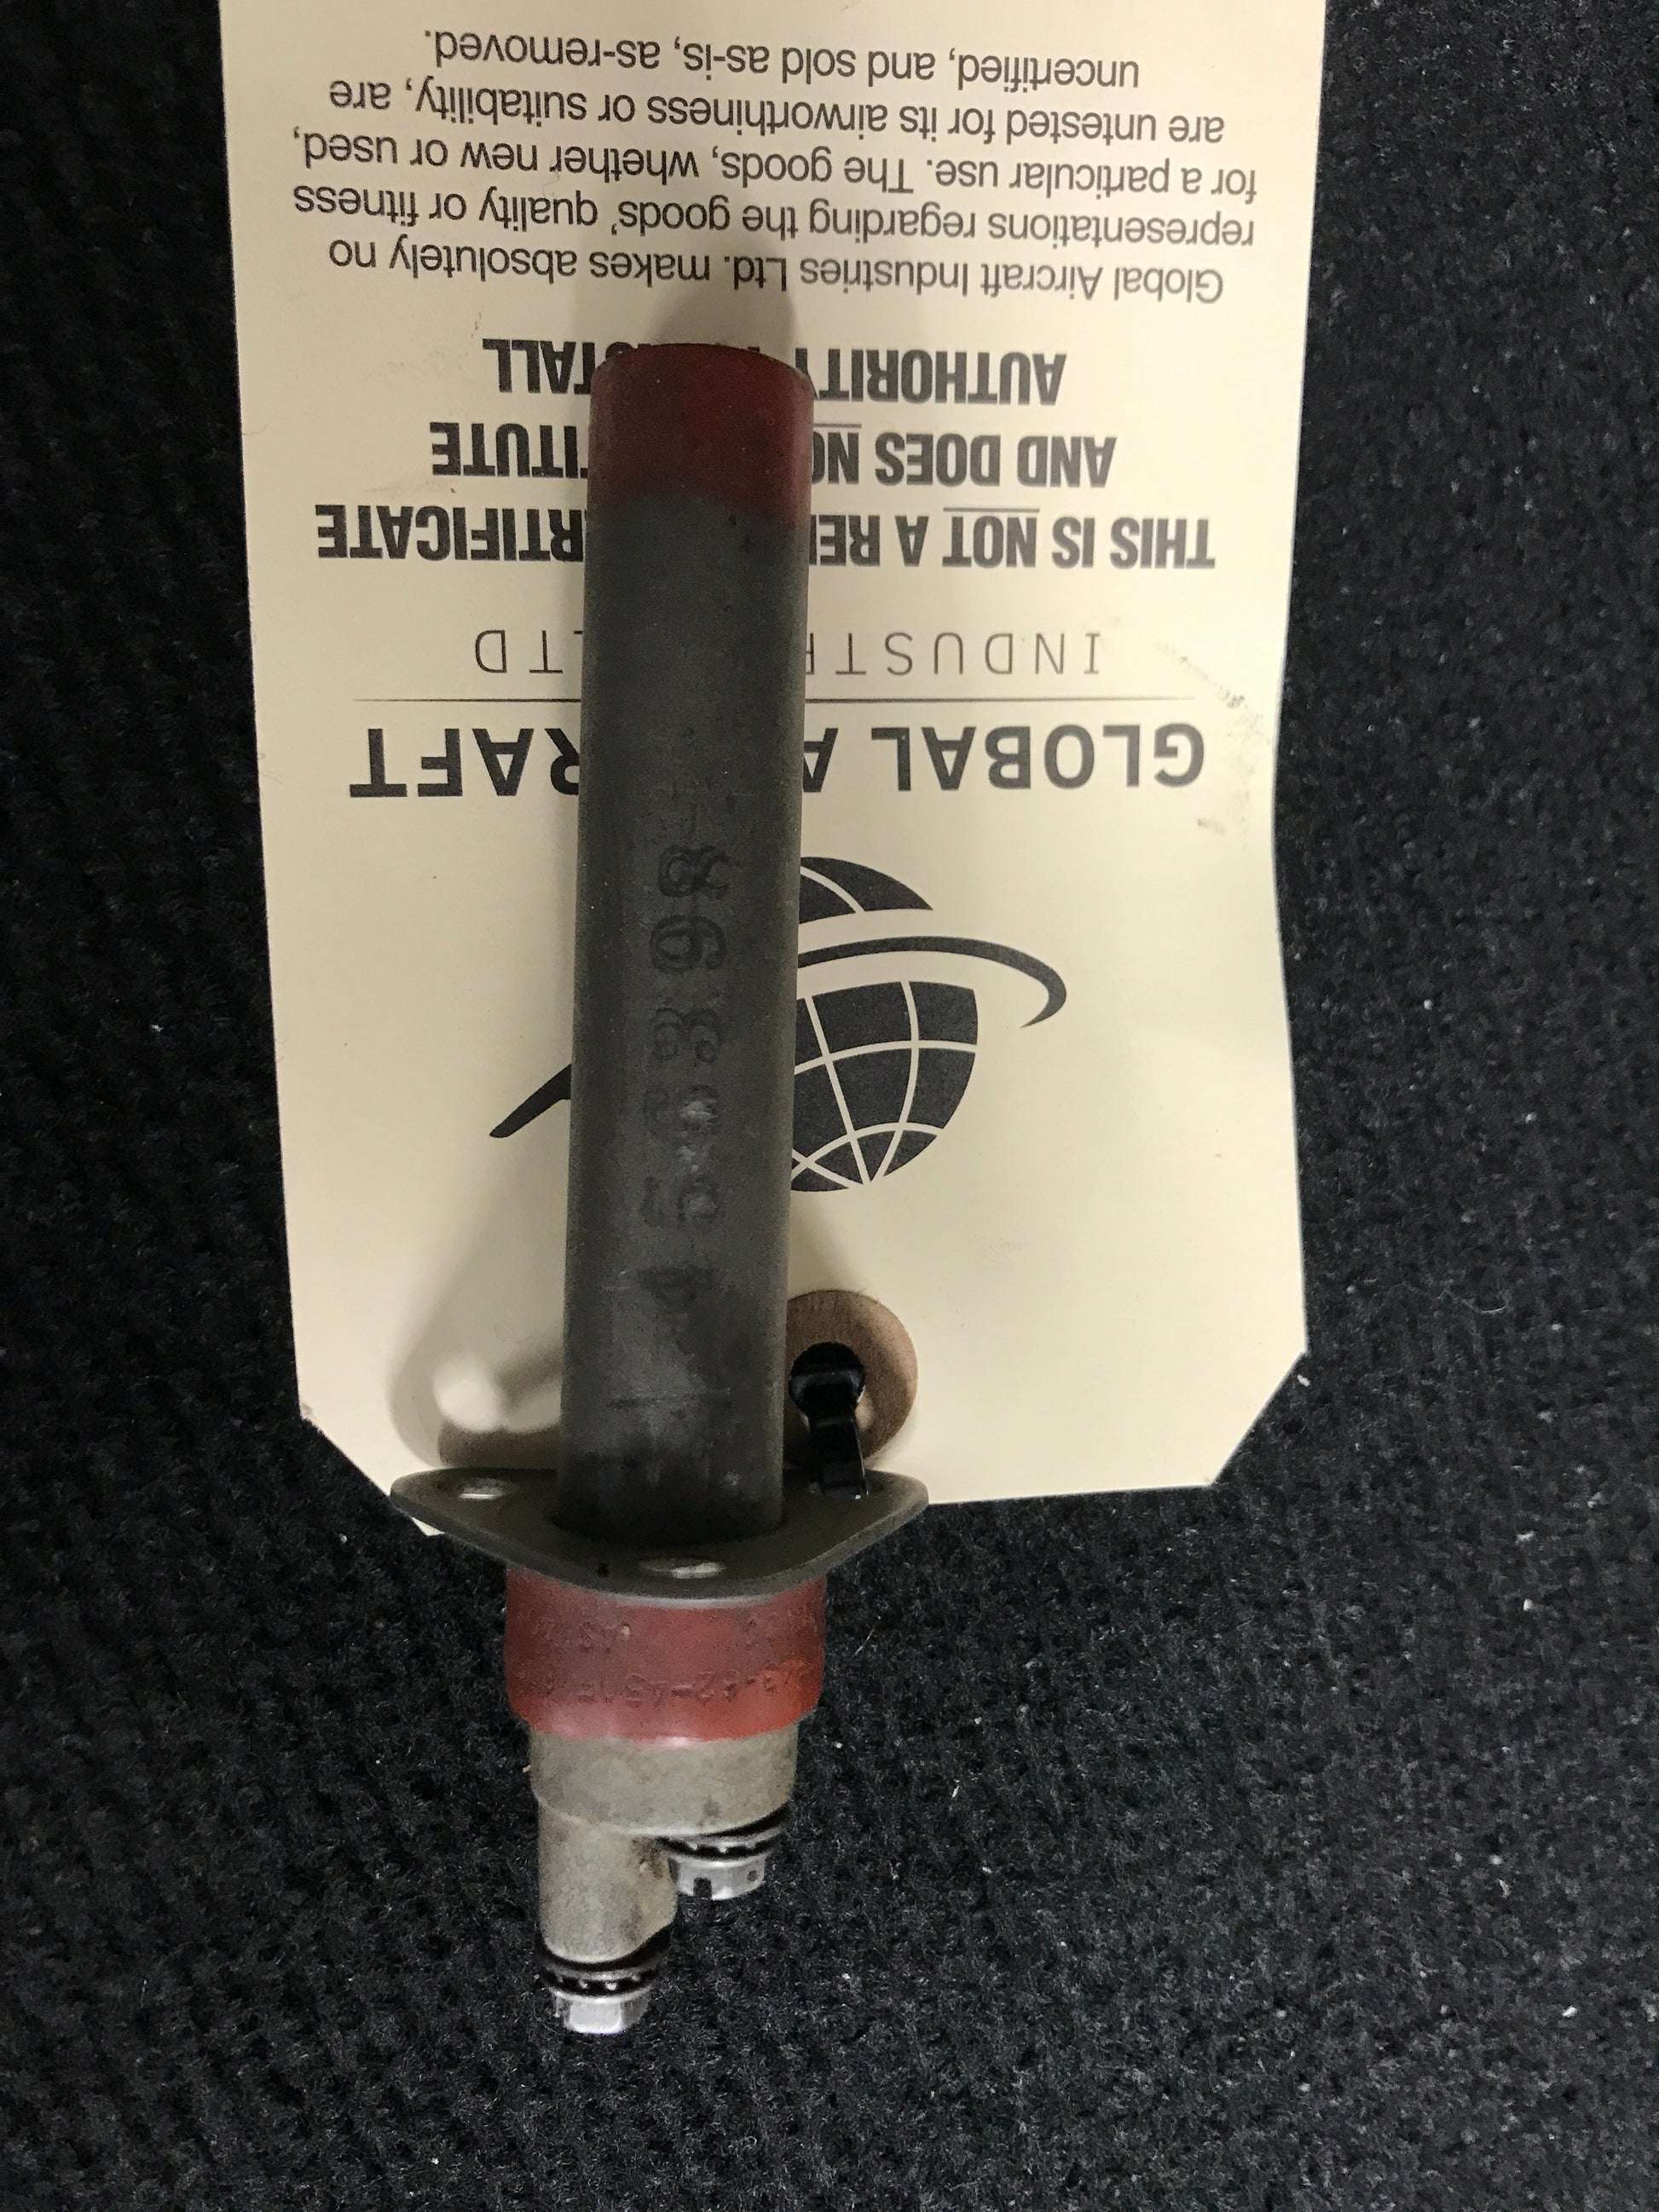 GLOBAL A RAFT
INDUST LTD
THIS IS NOT A REL RTIFICATE
AND DOES NO TITUTE
AUTHORITY TALL
Global Aircraft Industries Ltd. makes absolutely no
representations regarding the goods' quality or fitness
for a particular use. The goods, whether new or used,
are untested for its airworthiness or suitability, are
uncertified, and sold as-is, as-removed.